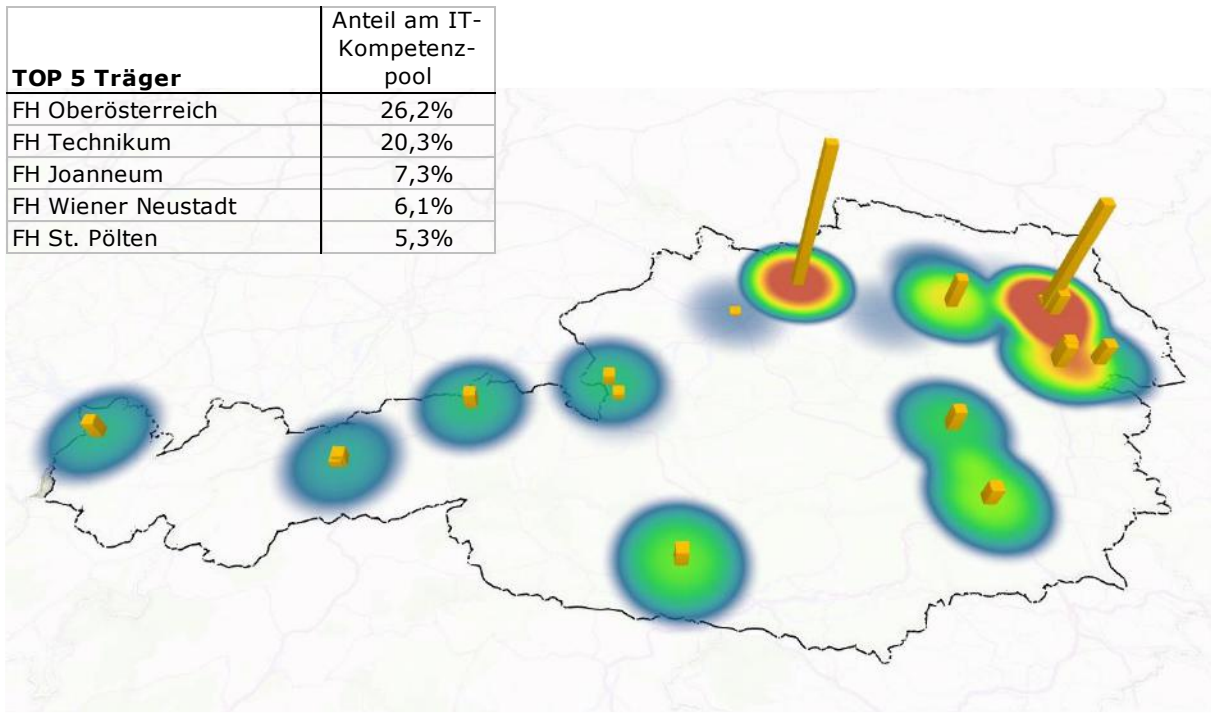 TOP 5 Träger
Anteil am IT-
Kompetenz-
pool
FH Oberösterreich 26,2%
FH Technikum 20,3%
FH Joanneum 7,3%
FH Wiener Neustadt 6,1%
FH St. Pölten 5,3%